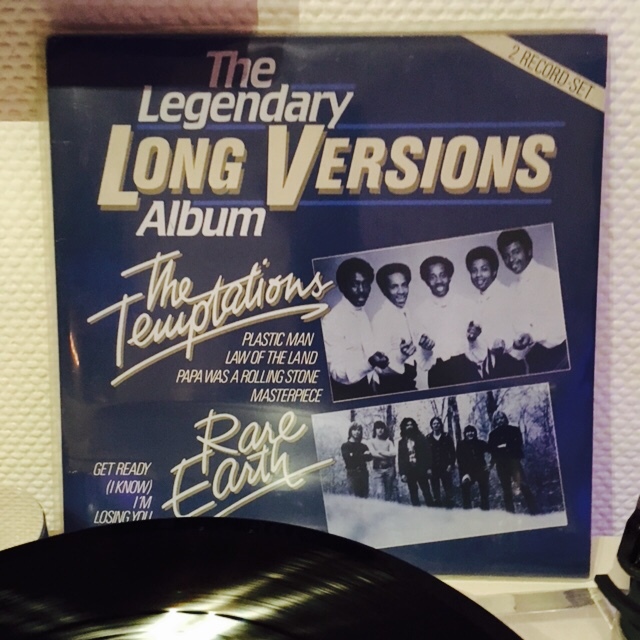 2 RECORD-SET
The
Legendary
LONG VERSIONS
Album
The
Temptations
PLASTIC MAN
LAW OF THE LAND
PAPA WAS A ROLLING STONE
MASTERPIECE
Rare
Earth
GET READY
(I KNOW)
I'M
LOSING YOU